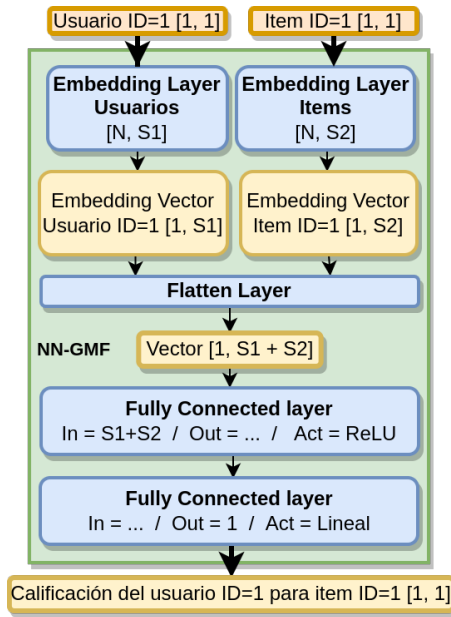 Usuario ID=1 [1, 1]
Item ID=1 [1, 1]
Embedding Layer
Usuarios
[N, S1]
Embedding Layer
Items
[N, S2]
Embedding Vector
Usuario ID=1 [1, S1]
Embedding Vector
Item ID=1 [1, S2]
Flatten Layer
NN-GMF
Vector [1, S1 + S2]
Fully Connected layer
In = S1+S2 / Out = ... / Act = ReLU
Fully Connected layer
In = ... / Out = 1 / Act = Lineal
Calificación del usuario ID=1 para item ID=1 [1, 1]